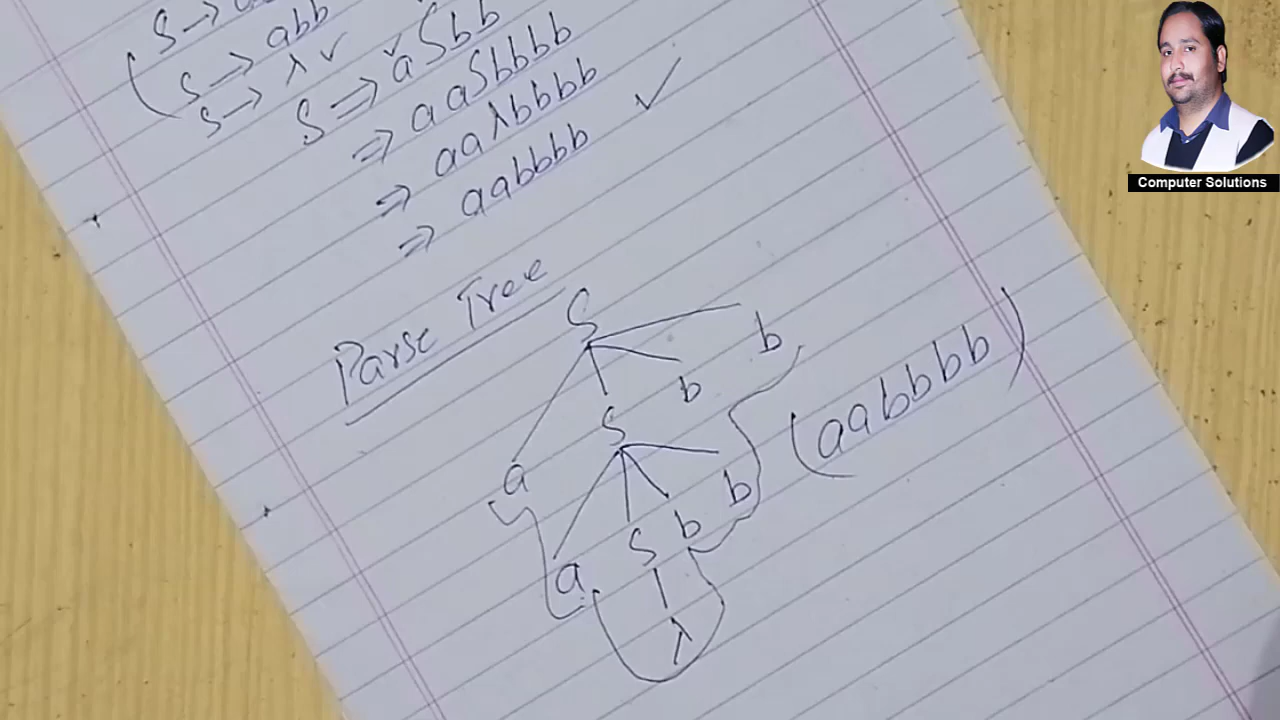 S → a
S → abb
S → λ ✓
S ⇒ aSbb
⇒ aaSbbbb
⇒ aaλbbbb
⇒ aabbbb ✓
Parse Tree
S
b
b
S
a
b
S b
a
λ
(aabbbb)
Computer Solutions